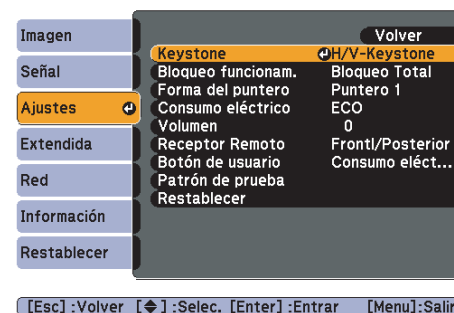 Imagen
Señal
Ajustes
Extendida
Red
Información
Restablecer
Volver
Keystone H/V-Keystone
Bloqueo funcionam. Bloqueo Total
Forma del puntero Puntero 1
Consumo eléctrico ECO
Volumen 0
Receptor Remoto Frontl/Posterior
Botón de usuario Consumo eléct...
Patrón de prueba
Restablecer
[Esc] :Volver [◆] :Selec. [Enter] :Entrar [Menu]:Salir